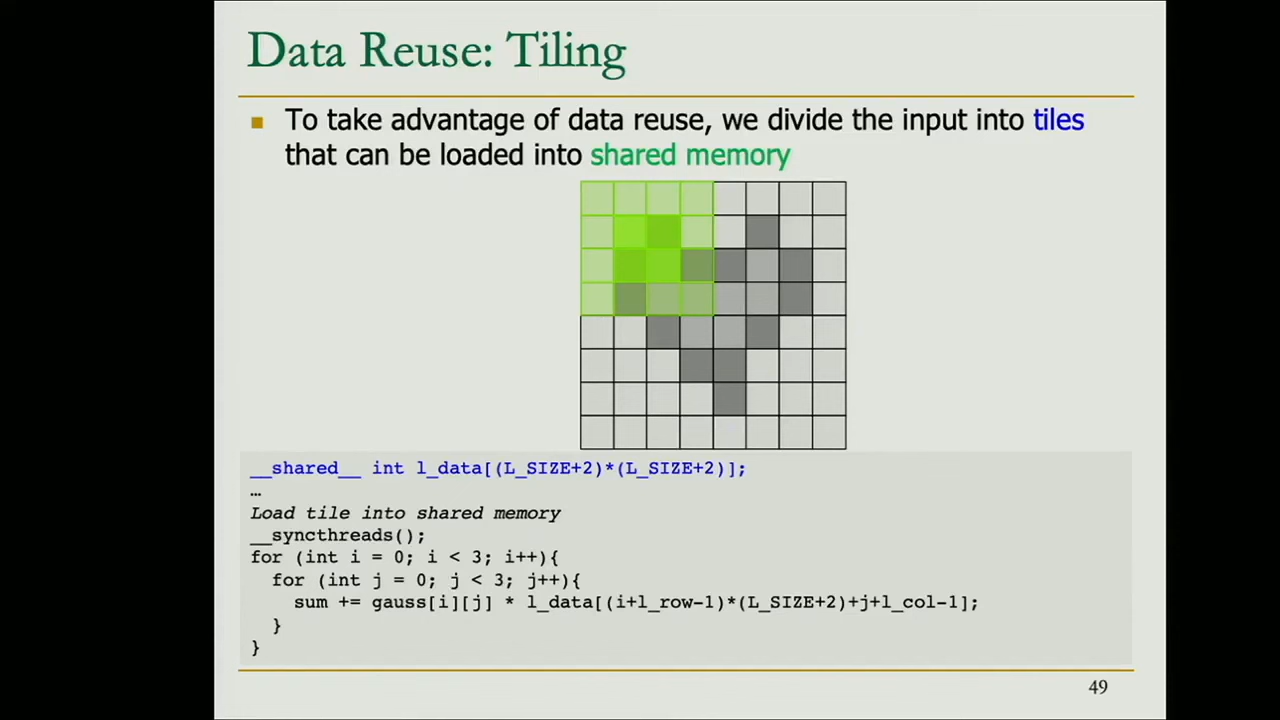 Data Reuse: Tiling
To take advantage of data reuse, we divide the input into tiles
that can be loaded into shared memory
__shared__ int l_data[(L_SIZE+2)*(L_SIZE+2)];
…
Load tile into shared memory
__syncthreads();
for (int i = 0; i < 3; i++){
for (int j = 0; j < 3; j++){
sum += gauss[i][j] * l_data[(i+l_row-1)*(L_SIZE+2)+j+l_col-1];
}
}
49